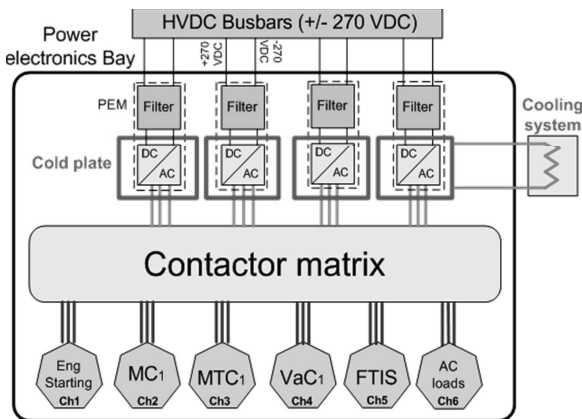 HVDC Busbars (+/- 270 VDC)
Power
electronics Bay
+270
VDC
-270
VDC
PEM
Filter
Filter
Filter
Filter
Cooling
system
Cold plate
DC
AC
DC
AC
DC
AC
DC
AC
Contactor matrix
Eng
Starting
Ch1
MC1
Ch2
MTC1
Ch3
VaC1
Ch4
FTIS
Ch5
AC
loads
Ch6